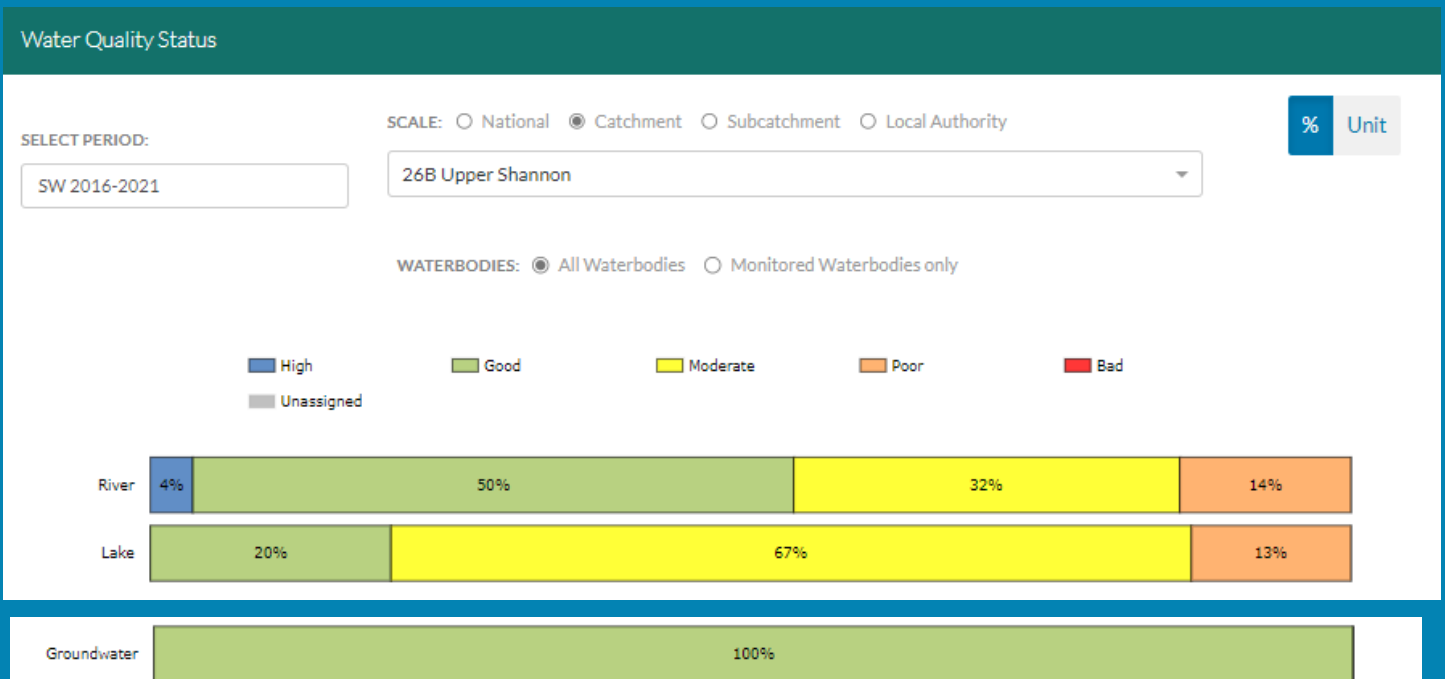 Water Quality Status
SCALE: National Catchment Subcatchment Local Authority
% Unit
SELECT PERIOD:
SW 2016-2021
26B Upper Shannon
WATERBODIES: All Waterbodies Monitored Waterbodies only
High Good Moderate Poor Bad
Unassigned
River 4% 50% 32% 14%
Lake 20% 67% 13%
Groundwater 100%